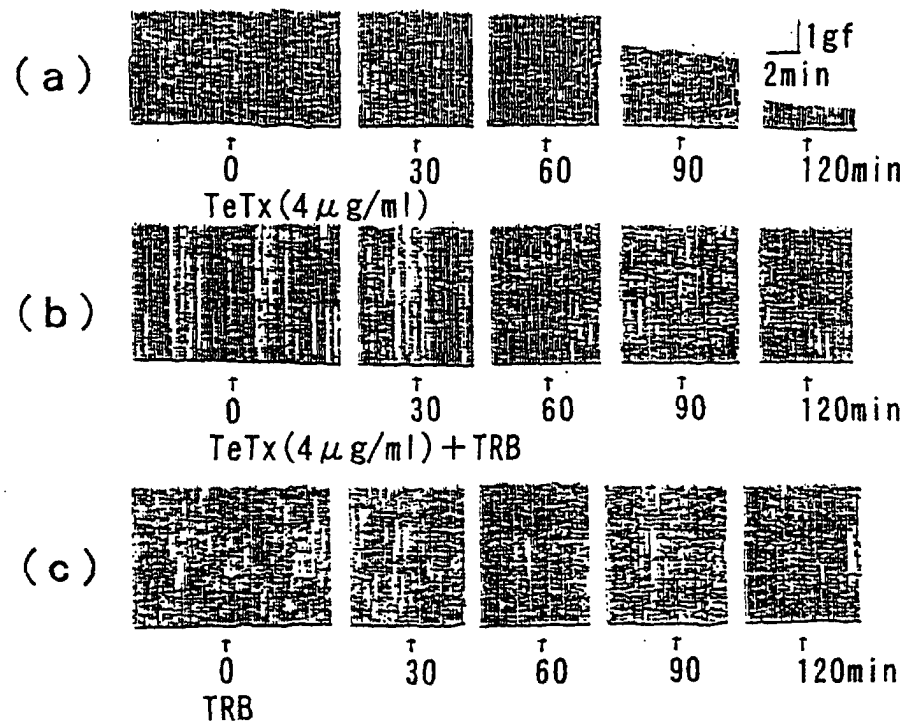 (a)
1gf
2min
0 30 60 90 120min
TeTx(4μg/ml)
(b)
0 30 60 90 120min
TeTx(4μg/ml)+TRB
(c)
0 30 60 90 120min
TRB